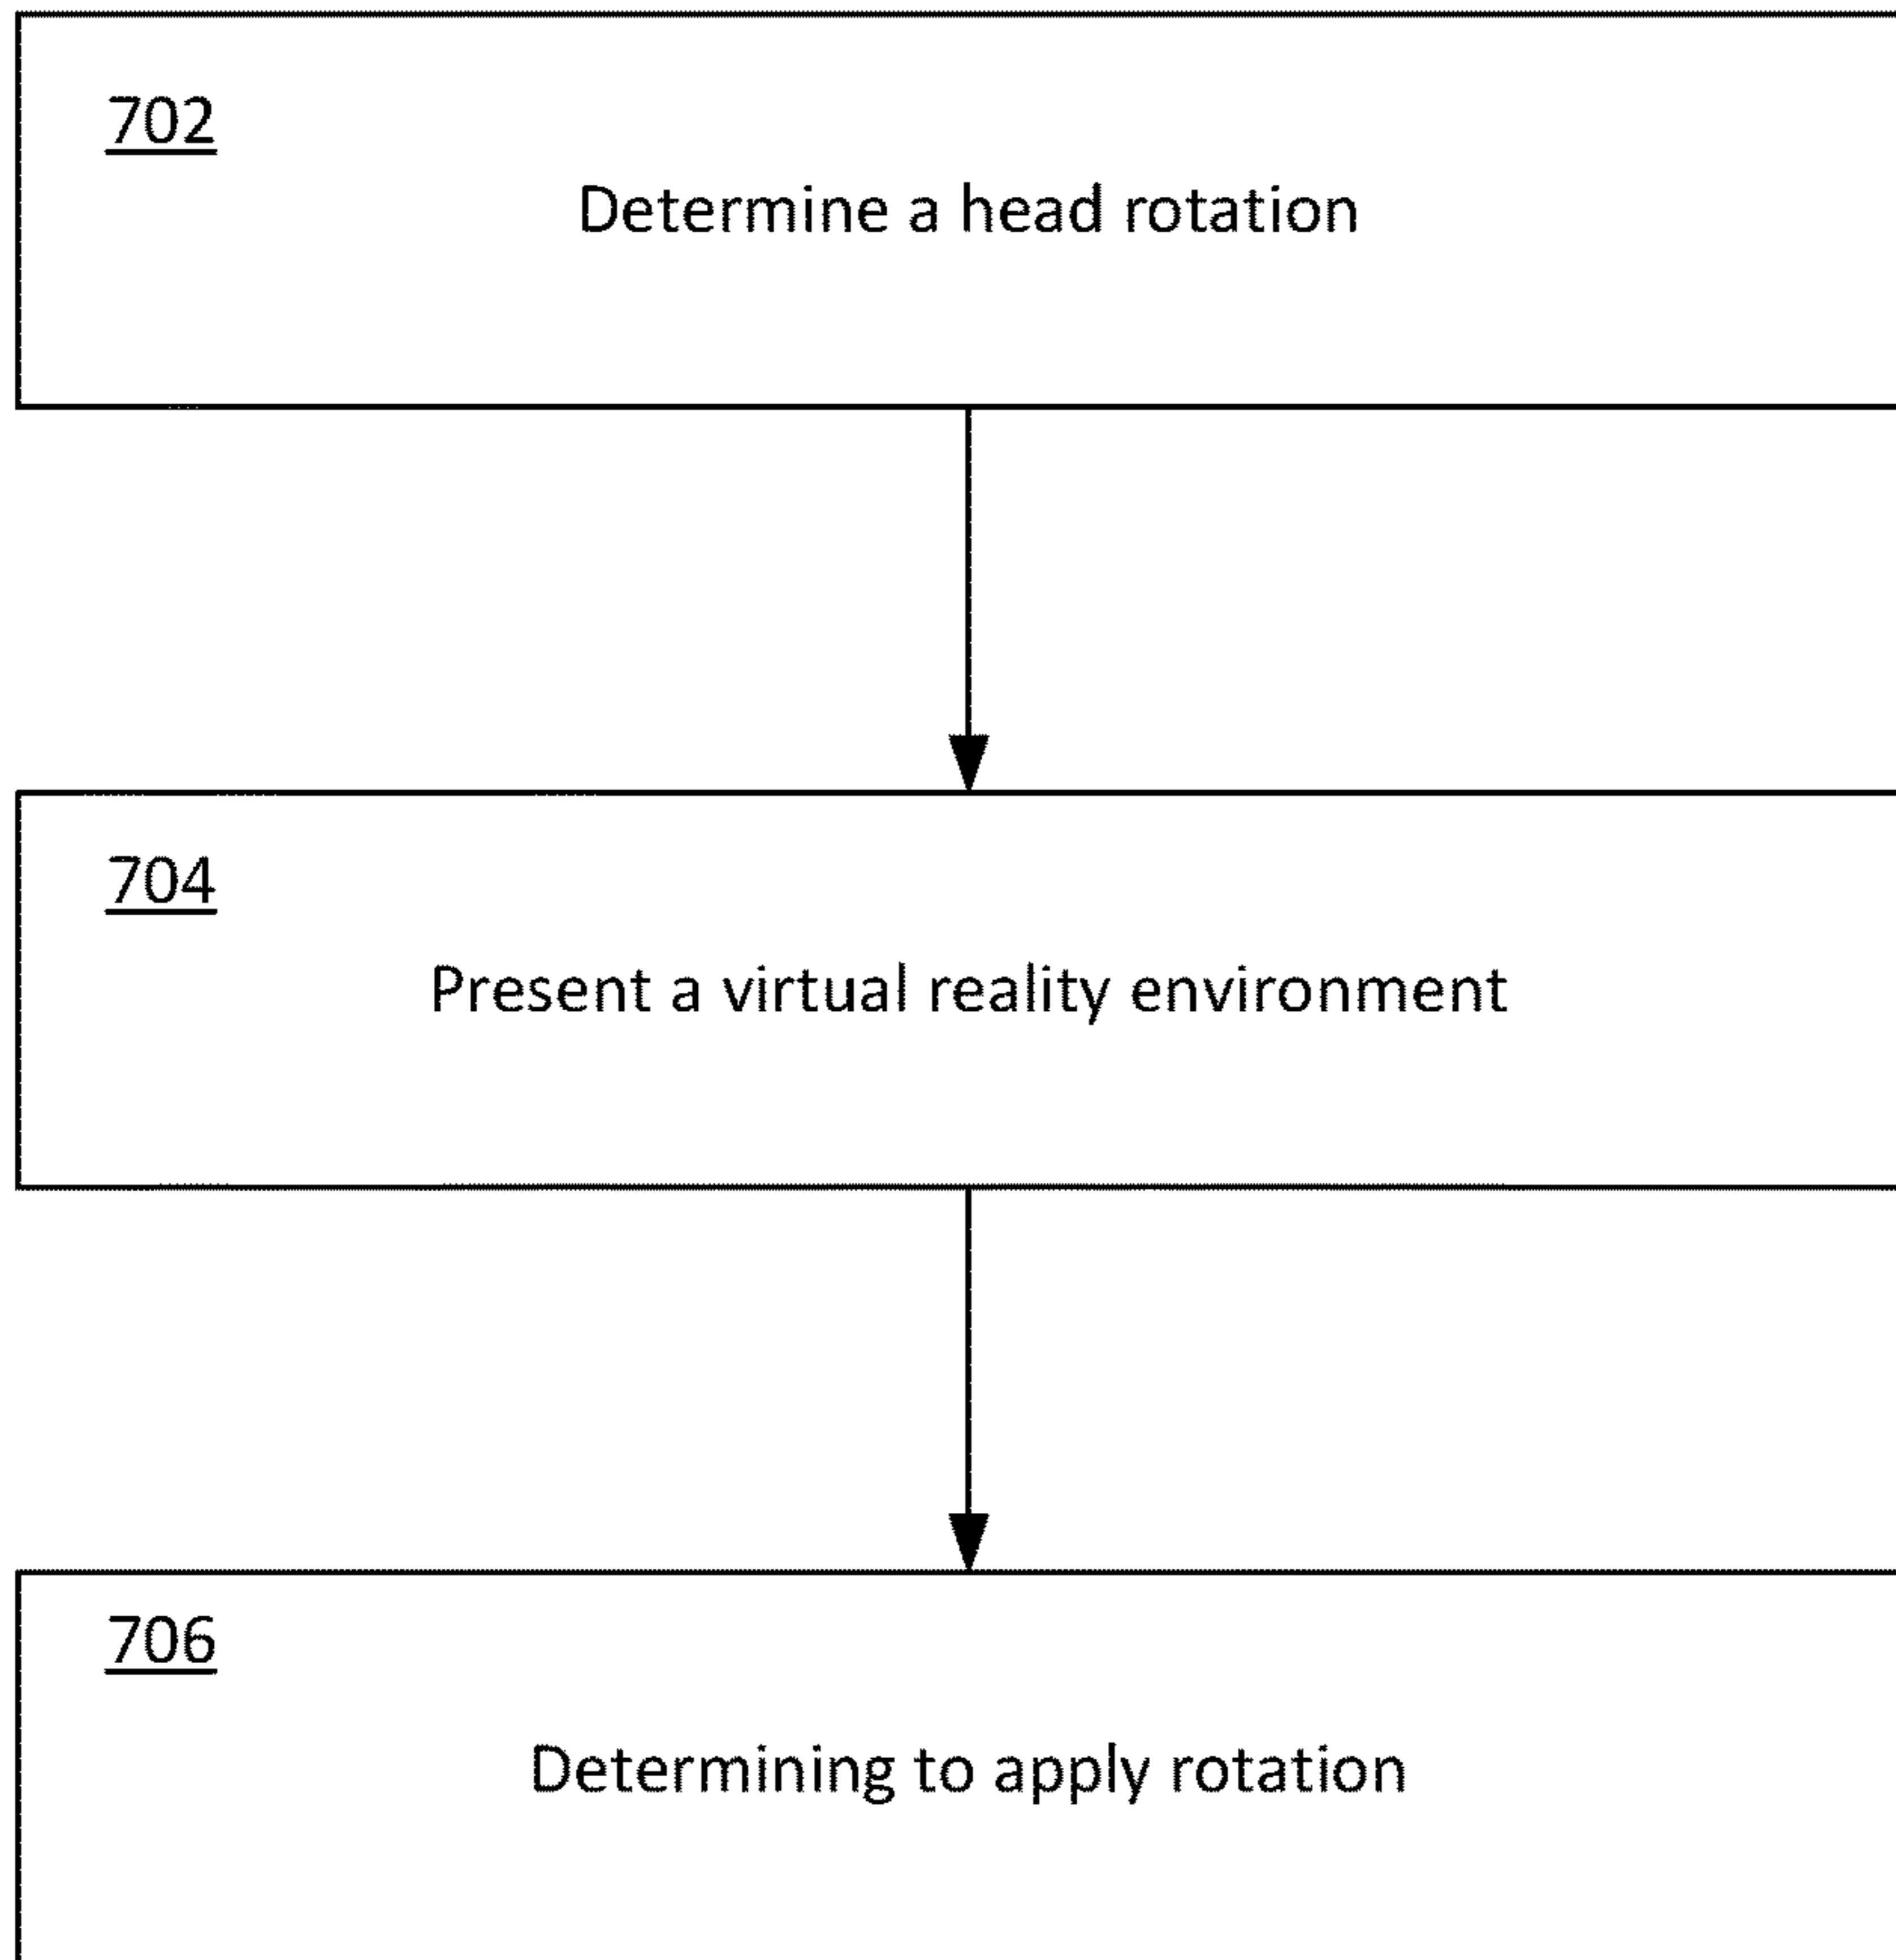 702
Determine a head rotation
704
Present a virtual reality environment
706
Determining to apply rotation